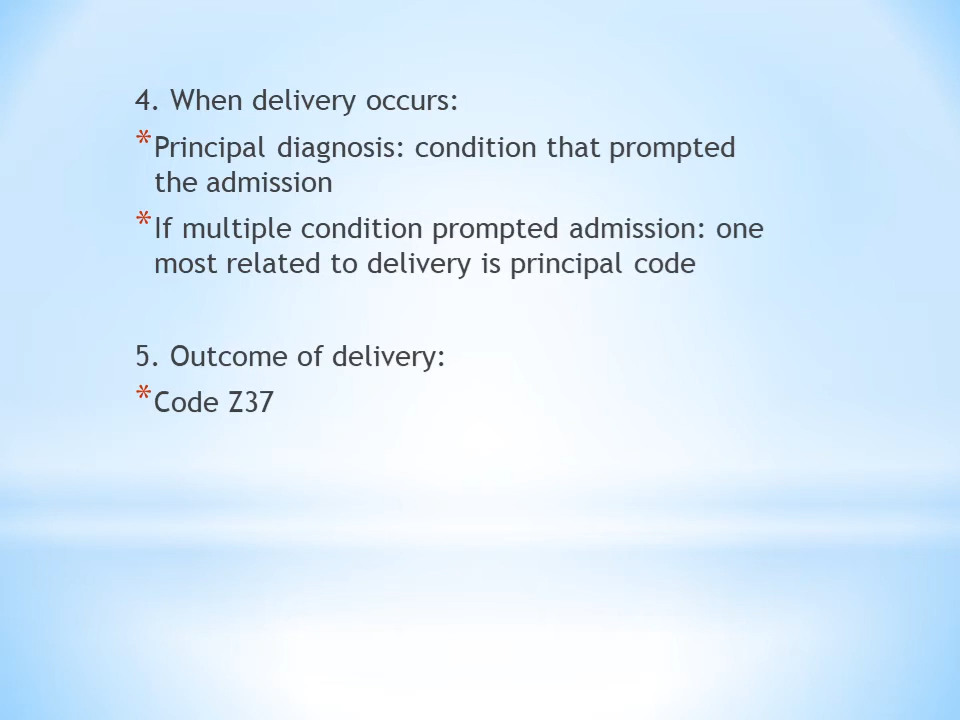 4. When delivery occurs:
* Principal diagnosis: condition that prompted
the admission
* If multiple condition prompted admission: one
most related to delivery is principal code
5. Outcome of delivery:
* Code Z37